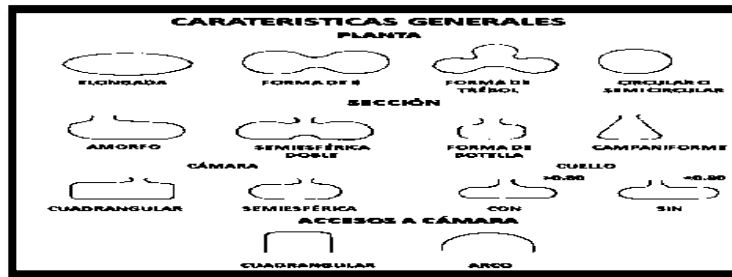 CARATERISTICAS GENERALES
PLANTA
ELONGADA FORMA DE 8 FORMA DE TRÉBOL CIRCULAR O SEMICIRCULAR
SECCIÓN
AMORFO SEMIESFÉRICA DOBLE FORMA DE BOTELLA CAMPANIFORME
CÁMARA CUELLO
>0.80 <0.80
CUADRANGULAR SEMIESFÉRICA CON SIN
ACCESOS A CÁMARA
CUADRANGULAR ARCO